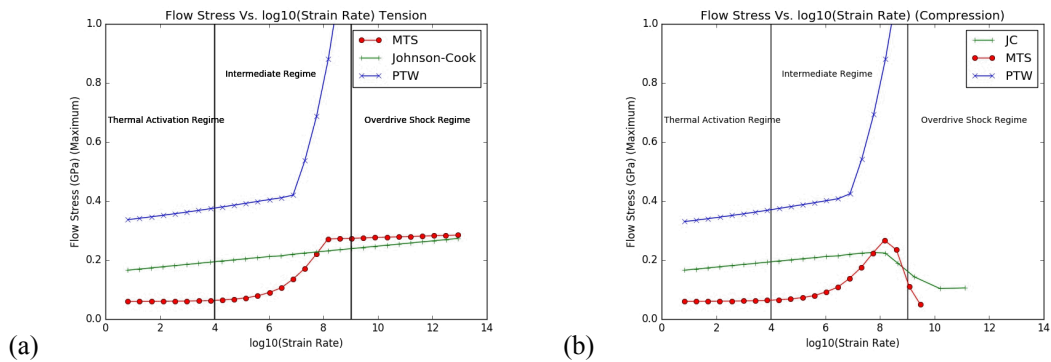 Flow Stress Vs. log10(Strain Rate) Tension
1.0
0.8
0.6
0.4
0.2
0.0
Flow Stress (GPa) (Maximum)
MTS
Johnson-Cook
PTW
Intermediate Regime
Thermal Activation Regime
Overdrive Shock Regime
0 2 4 6 8 10 12 14
log10(Strain Rate)
(a)
Flow Stress Vs. log10(Strain Rate) (Compression)
1.0
0.8
0.6
0.4
0.2
0.0
Flow Stress (GPa) (Maximum)
JC
MTS
PTW
Intermediate Regime
Thermal Activation Regime
Overdrive Shock Regime
0 2 4 6 8 10 12 14
log10(Strain Rate)
(b)